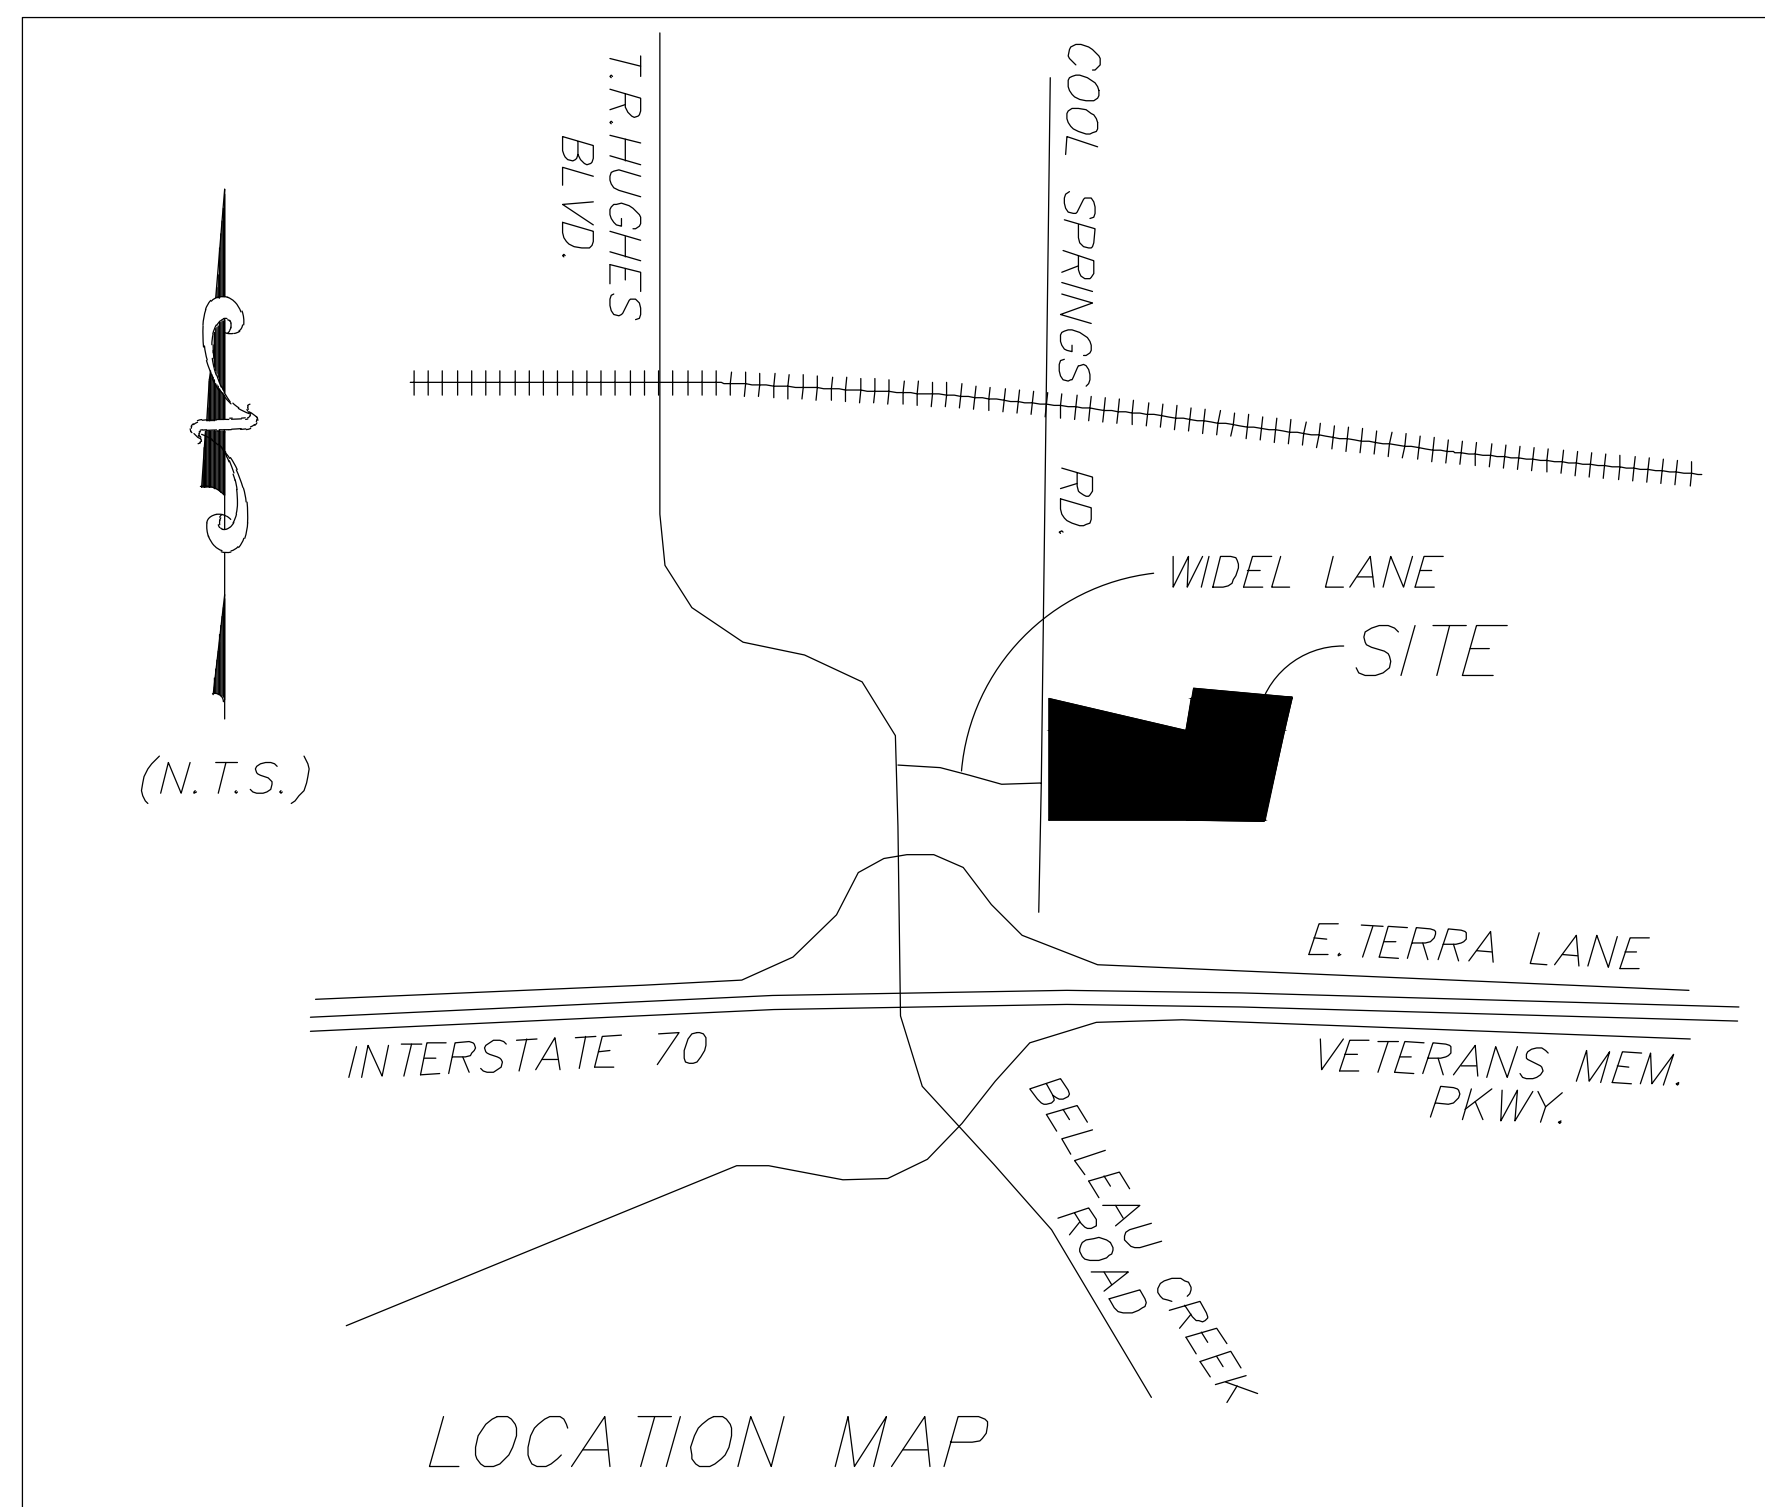 T.R.HUGHES
BLVD.
COOL SPRINGS RD.
WIDEL LANE
SITE
(N.T.S.)
E.TERRA LANE
INTERSTATE 70
VETERANS MEM.
PKWY.
BELLEAU CREEK
ROAD
LOCATION MAP